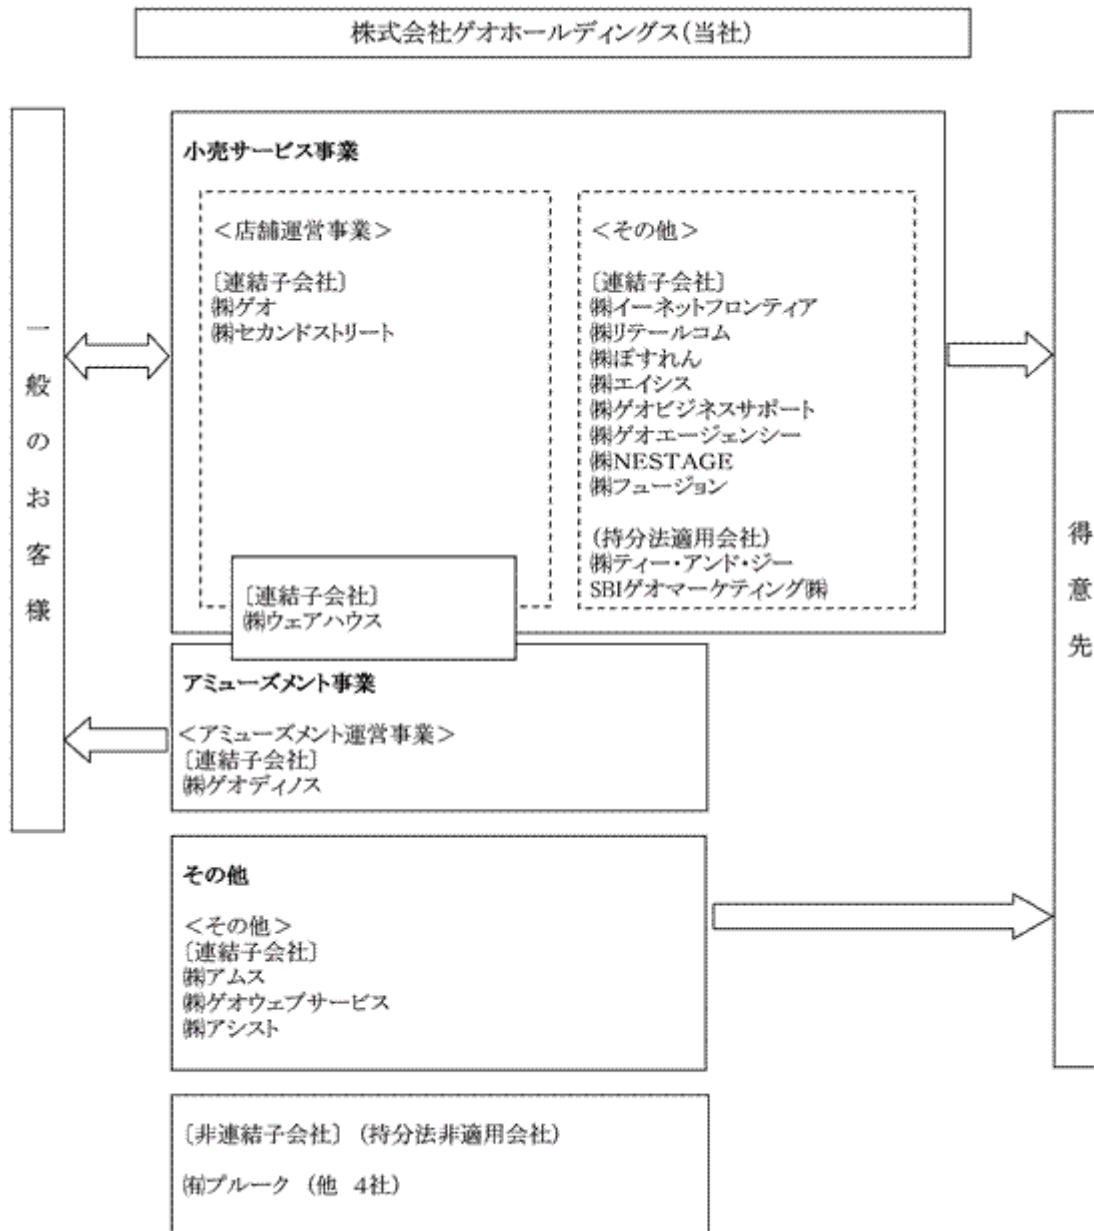 株式会社ゲオホールディングス(当社)
一般のお客様
小売サービス事業
＜店舗運営事業＞
〔連結子会社〕
㈱ゲオ
㈱セカンドストリート
＜その他＞
〔連結子会社〕
㈱イーネットフロンティア
㈱リテールコム
㈱ぽすれん
㈱エイシス
㈱ゲオビジネスサポート
㈱ゲオエージェンシー
㈱NESTAGE
㈱フュージョン
(持分法適用会社)
㈱ティー・アンド・ジー
SBIゲオマーケティング㈱
〔連結子会社〕
㈱ウェアハウス
アミューズメント事業
＜アミューズメント運営事業＞
〔連結子会社〕
㈱ゲオディノス
その他
＜その他＞
〔連結子会社〕
㈱アムス
㈱ゲオウェブサービス
㈱アシスト
〔非連結子会社〕 (持分法非適用会社)
㈲プルーク (他 4社)
得意先